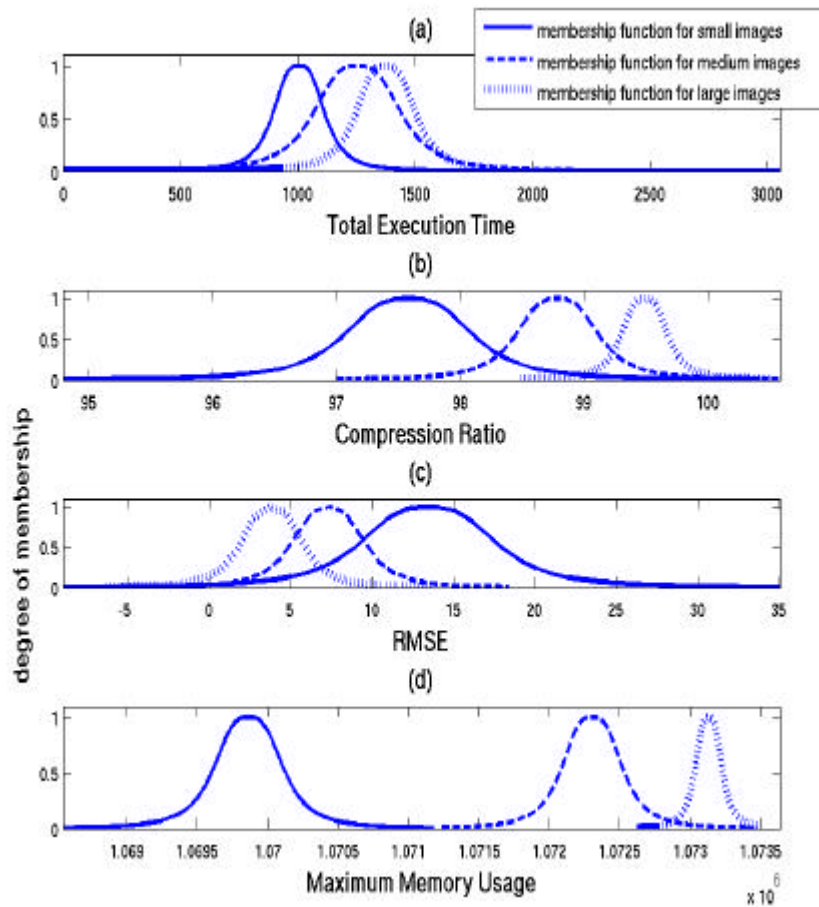 (a)
membership function for small images
membership function for medium images
membership function for large images
1
0.5
0
0 500 1000 1500 2000 2500 3000
Total Execution Time
(b)
1
0.5
0
95 96 97 98 99 100
Compression Ratio
(c)
1
0.5
0
-5 0 5 10 15 20 25 30 35
RMSE
degree of membership
(d)
1
0.5
0
1.069 1.0695 1.07 1.0705 1.071 1.0715 1.072 1.0725 1.073 1.0735
Maximum Memory Usage
x 10^6